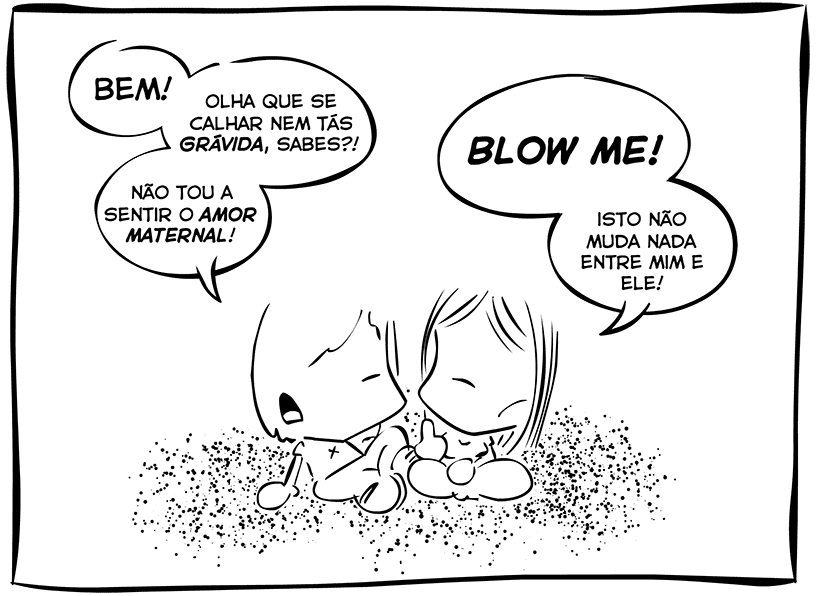 BEM!
OLHA QUE SE
CALHAR NEM TÁS
GRÁVIDA, SABES?!
NÃO TOU A
SENTIR O AMOR
MATERNAL!
BLOW ME!
ISTO NÃO
MUDA NADA
ENTRE MIM E
ELE!